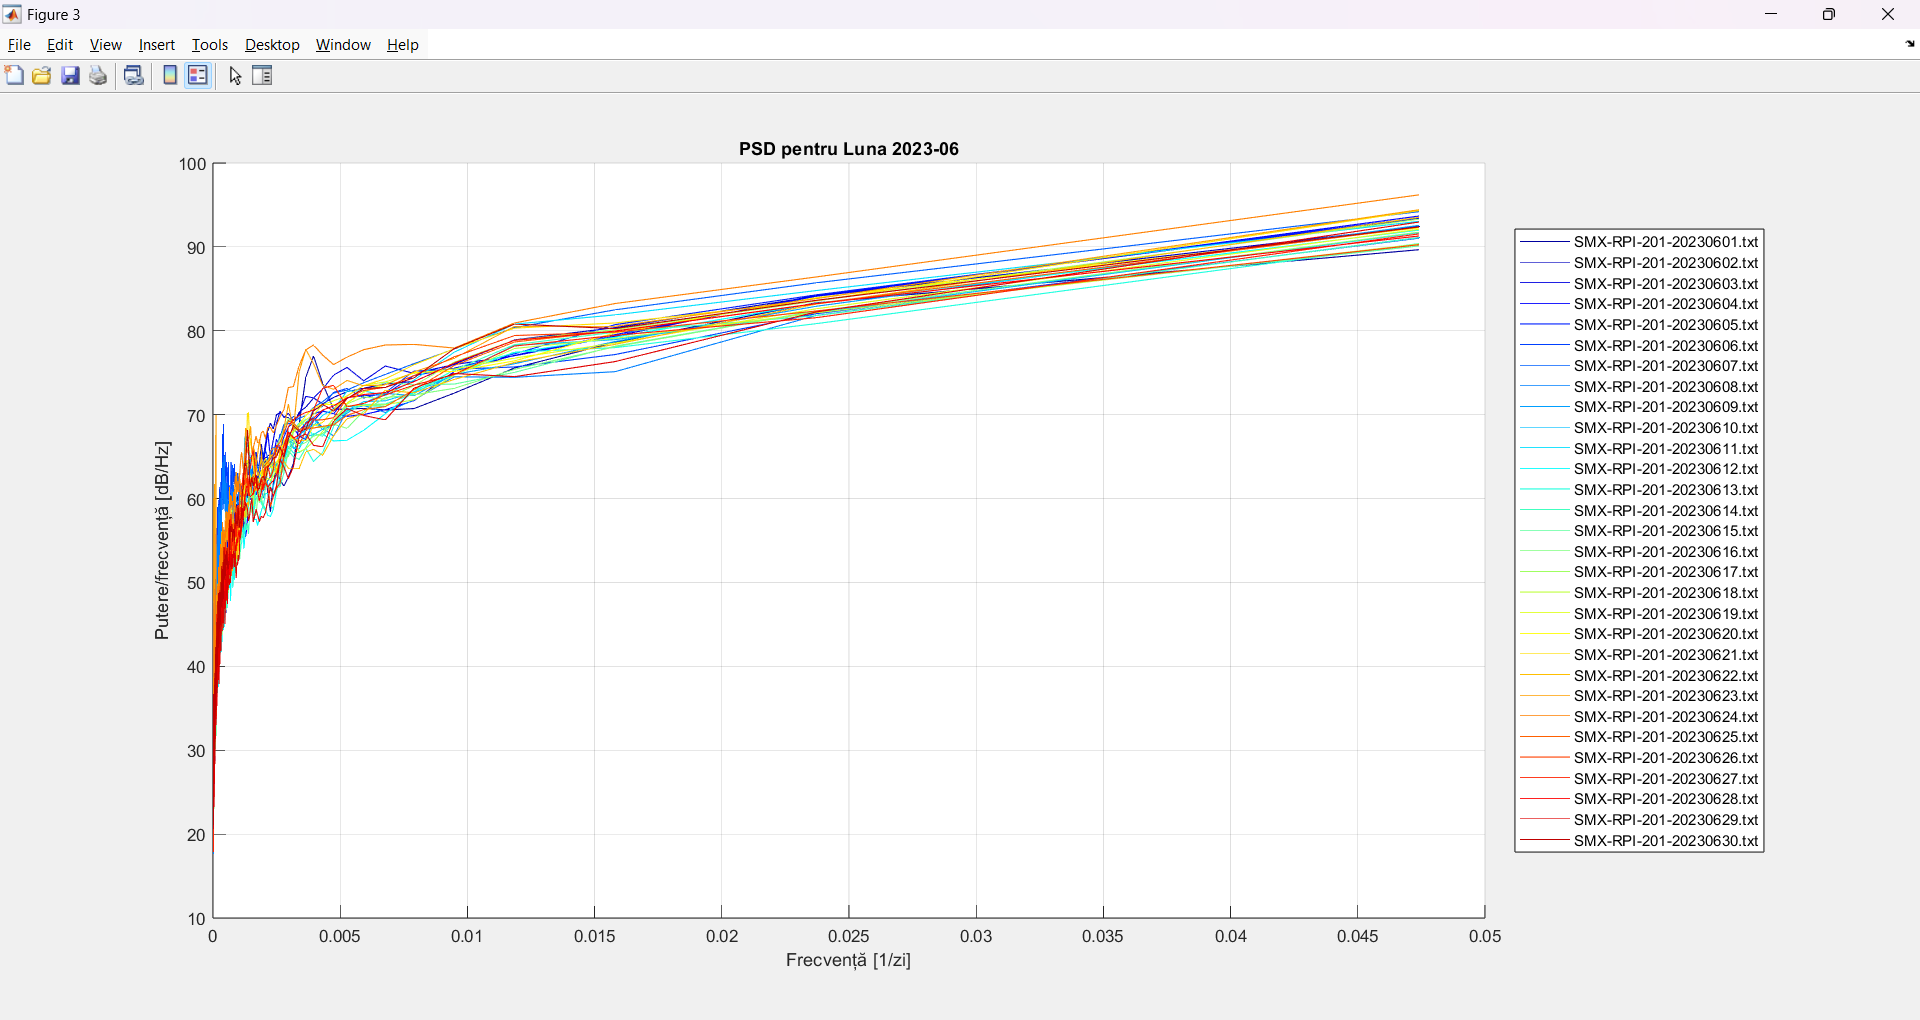 Figure 3
File Edit View Insert Tools Desktop Window Help
PSD pentru Luna 2023-06
100
90
80
70
60
50
40
30
20
10
Putere/frecvență [dB/Hz]
0 0.005 0.01 0.015 0.02 0.025 0.03 0.035 0.04 0.045 0.05
Frecvență [1/zi]
SMX-RPI-201-20230601.txt
SMX-RPI-201-20230602.txt
SMX-RPI-201-20230603.txt
SMX-RPI-201-20230604.txt
SMX-RPI-201-20230605.txt
SMX-RPI-201-20230606.txt
SMX-RPI-201-20230607.txt
SMX-RPI-201-20230608.txt
SMX-RPI-201-20230609.txt
SMX-RPI-201-20230610.txt
SMX-RPI-201-20230611.txt
SMX-RPI-201-20230612.txt
SMX-RPI-201-20230613.txt
SMX-RPI-201-20230614.txt
SMX-RPI-201-20230615.txt
SMX-RPI-201-20230616.txt
SMX-RPI-201-20230617.txt
SMX-RPI-201-20230618.txt
SMX-RPI-201-20230619.txt
SMX-RPI-201-20230620.txt
SMX-RPI-201-20230621.txt
SMX-RPI-201-20230622.txt
SMX-RPI-201-20230623.txt
SMX-RPI-201-20230624.txt
SMX-RPI-201-20230625.txt
SMX-RPI-201-20230626.txt
SMX-RPI-201-20230627.txt
SMX-RPI-201-20230628.txt
SMX-RPI-201-20230629.txt
SMX-RPI-201-20230630.txt